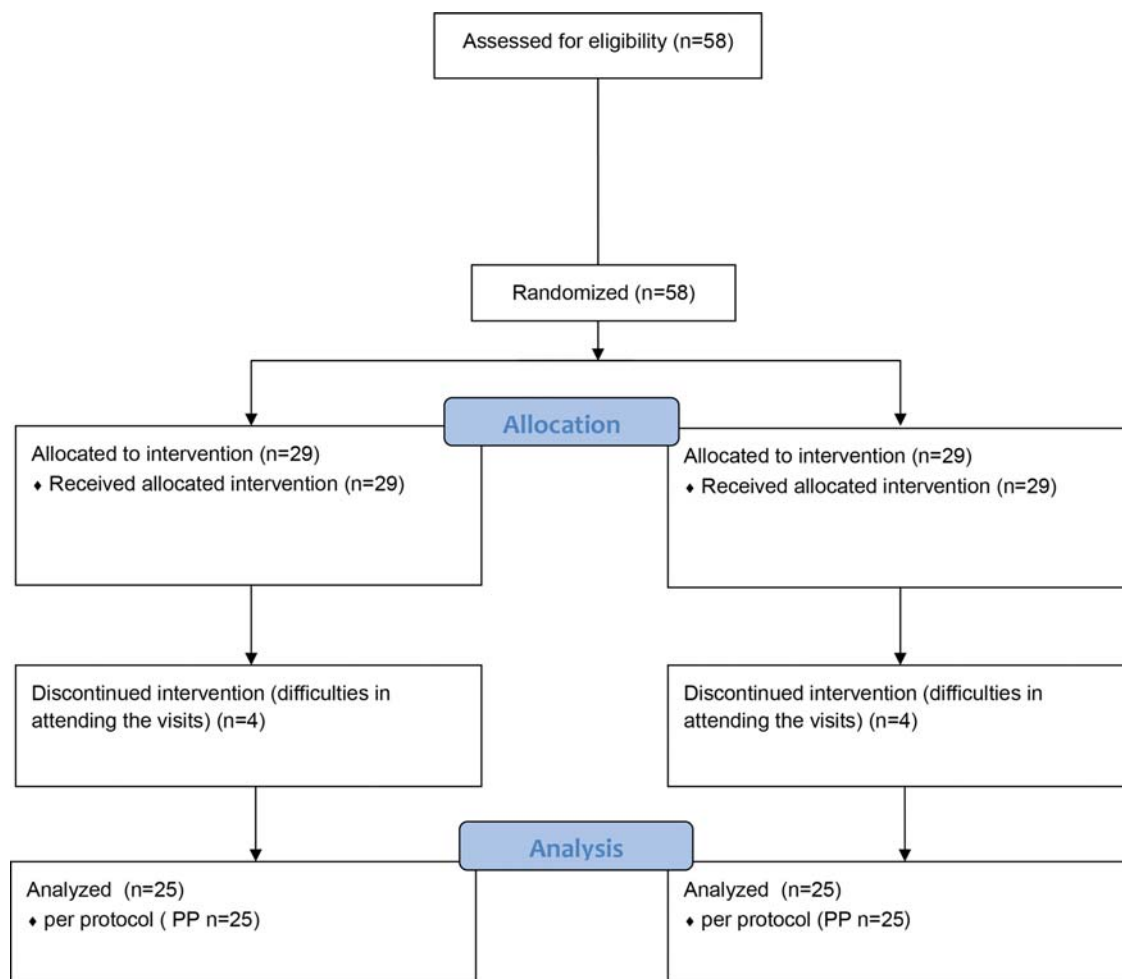 Assessed for eligibility (n=58)
Randomized (n=58)
Allocation
Allocated to intervention (n=29)
♦ Received allocated intervention (n=29)
Allocated to intervention (n=29)
♦ Received allocated intervention (n=29)
Discontinued intervention (difficulties in
attending the visits) (n=4)
Discontinued intervention (difficulties in
attending the visits) (n=4)
Analysis
Analyzed  (n=25)
♦ per protocol ( PP n=25)
Analyzed  (n=25)
♦ per protocol (PP n=25)